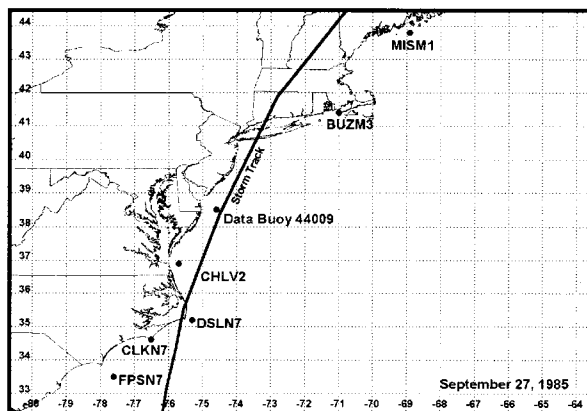 44
MISM1
43
42
BUZM3
41
40
Storm Track
39
Data Buoy 44009
38
37
CHLV2
36
35
DSLN7
CLKN7
34
FPSN7
September 27, 1985
33
-80 -79 -78 -77 -76 -75 -74 -73 -72 -71 -70 -69 -68 -67 -66 -65 -64